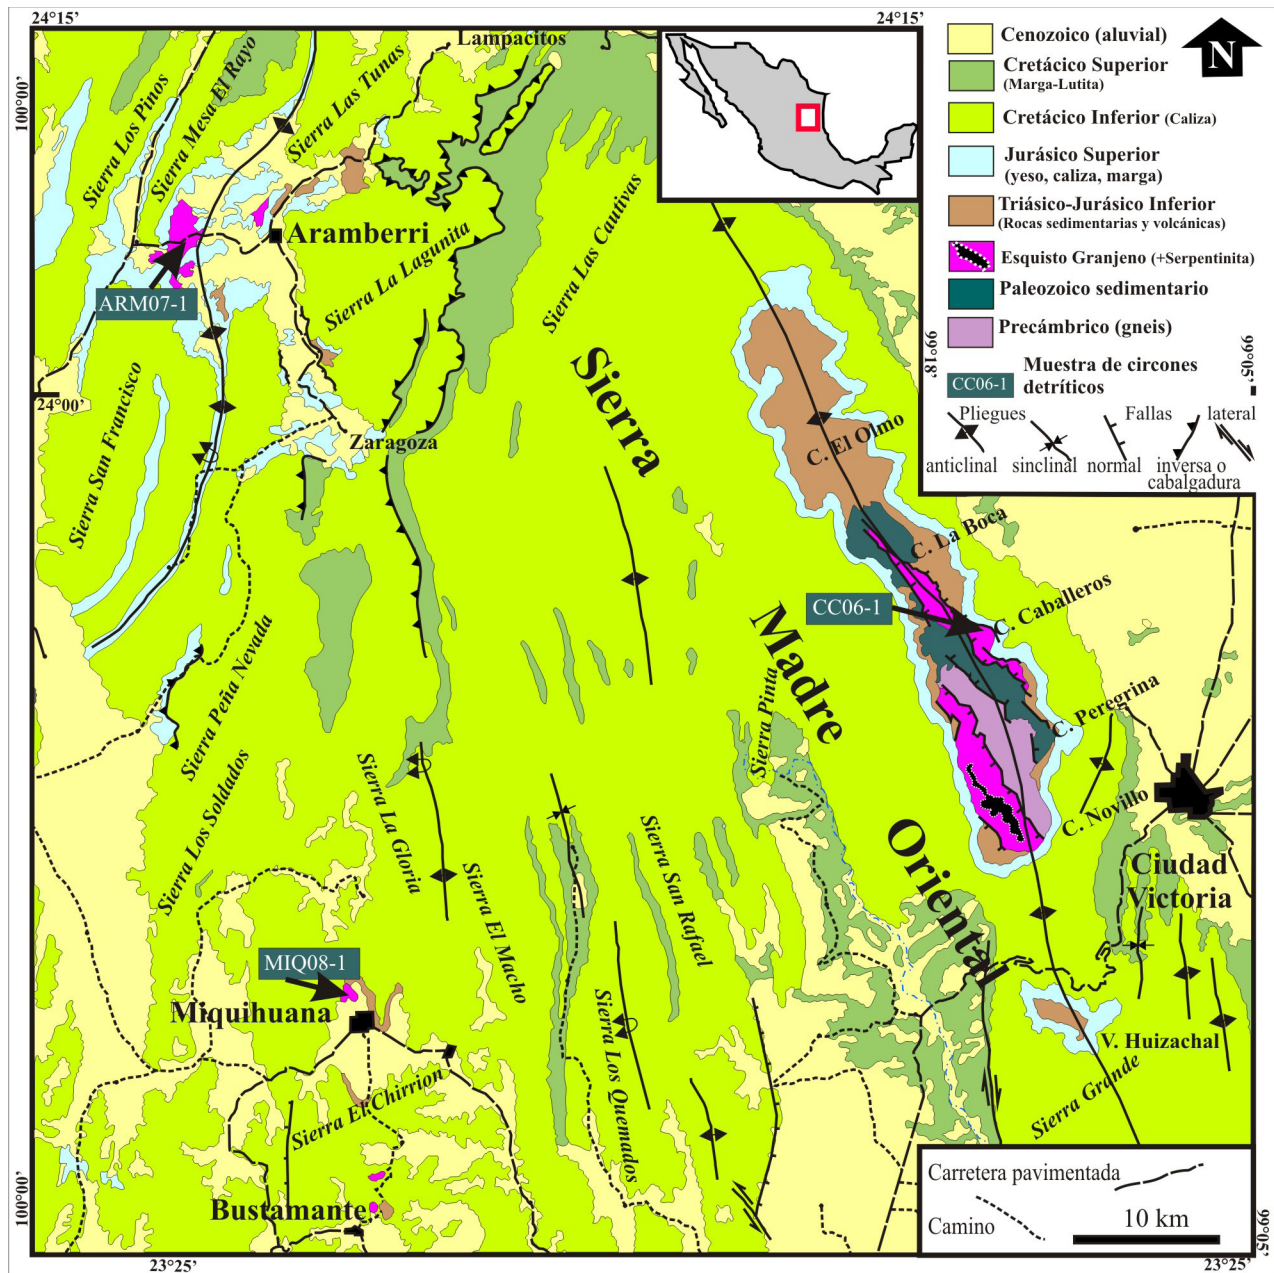 24°15'
24°15'
100°00'
Lampacitos
Sierra Los Pinos
Sierra Mesa El Rayo
Sierra Las Tunas
Aramberri
ARM07-1
Sierra La Lagunita
Sierra Las Cautivas
24°00'
Sierra San Francisco
Zaragoza
Sierra
Madre
Oriental
C. El Olmo
C. La Boca
CC06-1
C. Caballeros
C. Peregrina
C. Novillo
Ciudad
Victoria
Sierra Peña Nevada
Sierra Pinta
Sierra Los Soldados
Sierra La Gloria
Sierra El Macho
Sierra San Rafael
MIQ08-1
Miquihuana
Sierra Los Quemados
V. Huizachal
Sierra Grande
Sierra El Chirrion
Bustamante
100°00'
23°25'
N
Cenozoico (aluvial)
Cretácico Superior
(Marga-Lutita)
Cretácico Inferior (Caliza)
Jurásico Superior
(yeso, caliza, marga)
Triásico-Jurásico Inferior
(Rocas sedimentarias y volcánicas)
Esquisto Granjeno (+Serpentinita)
Paleozoico sedimentario
Precámbrico (gneis)
99°18'
99°05'
CC06-1
Muestra de circones
detríticos
Pliegues
Fallas
lateral
anticlinal
sinclinal
normal
inversa o
cabalgadura
Carretera pavimentada
Camino
10 km
99°05'
23°25'